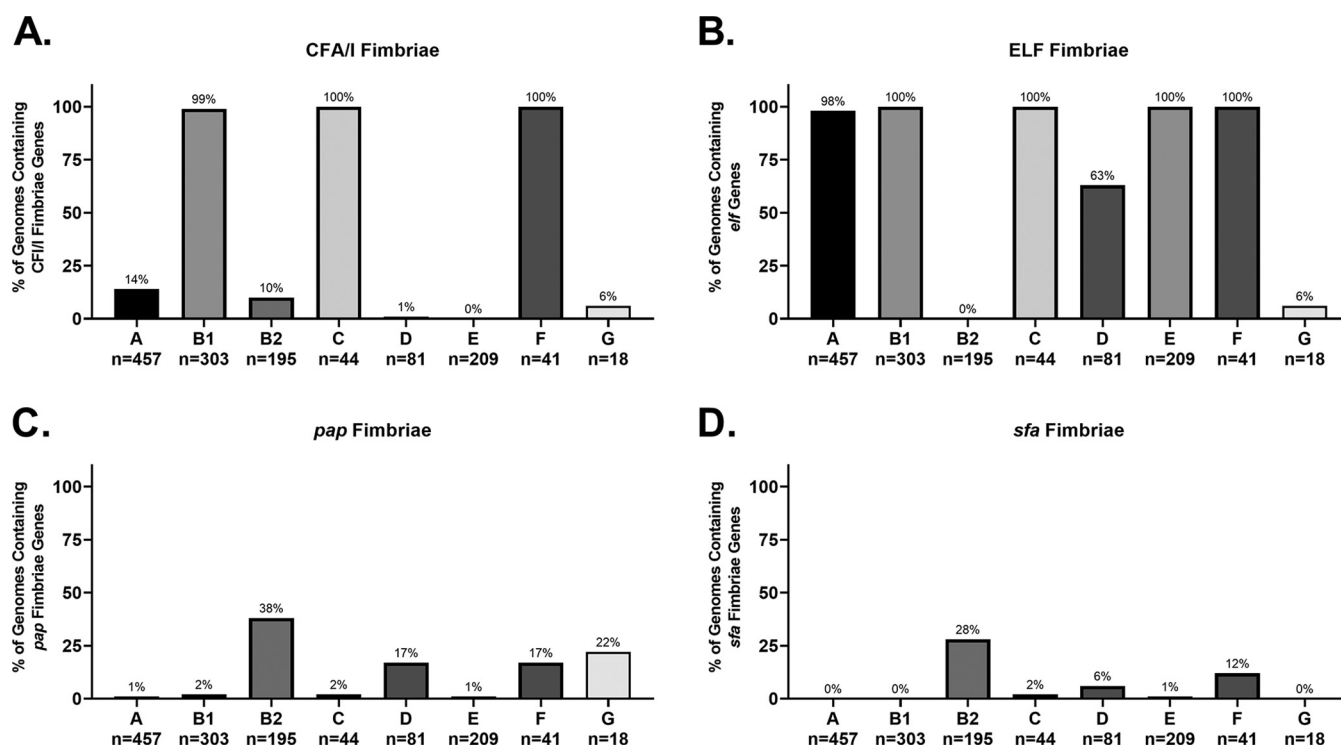 A.
CFA/I Fimbriae
% of Genomes Containing
CFI/I Fimbriae Genes
100
75
50
25
0
14%
99%
10%
100%
1%
0%
100%
6%
A B1 B2 C D E F G
n=457 n=303 n=195 n=44 n=81 n=209 n=41 n=18
B.
ELF Fimbriae
% of Genomes Containing
elf Genes
100
75
50
25
0
98%
100%
0%
100%
63%
100%
100%
6%
A B1 B2 C D E F G
n=457 n=303 n=195 n=44 n=81 n=209 n=41 n=18
C.
pap Fimbriae
% of Genomes Containing
pap Fimbriae Genes
100
75
50
25
0
1%
2%
38%
2%
17%
1%
17%
22%
A B1 B2 C D E F G
n=457 n=303 n=195 n=44 n=81 n=209 n=41 n=18
D.
sfa Fimbriae
% of Genomes Containing
sfa Fimbriae Genes
100
75
50
25
0
0%
0%
28%
2%
6%
1%
12%
0%
A B1 B2 C D E F G
n=457 n=303 n=195 n=44 n=81 n=209 n=41 n=18